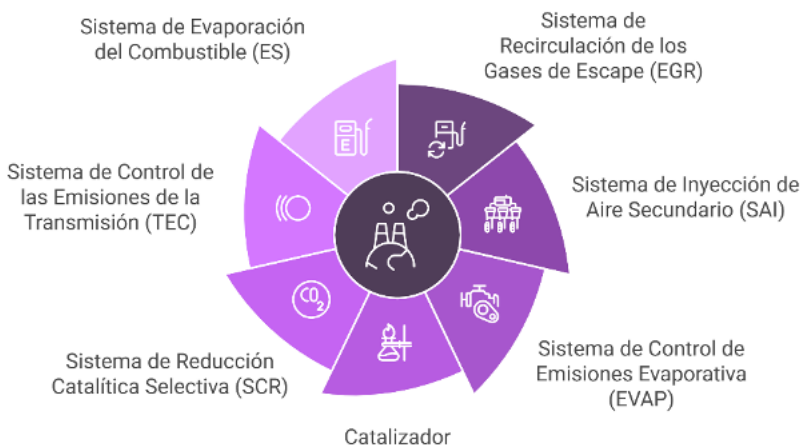 Sistema de Evaporación
del Combustible (ES)
Sistema de
Recirculación de los
Gases de Escape (EGR)
Sistema de Control de
las Emisiones de la
Transmisión (TEC)
Sistema de Inyección de
Aire Secundario (SAI)
Sistema de Reducción
Catalítica Selectiva (SCR)
Sistema de Control de
Emisiones Evaporativa
(EVAP)
Catalizador
E
CO2